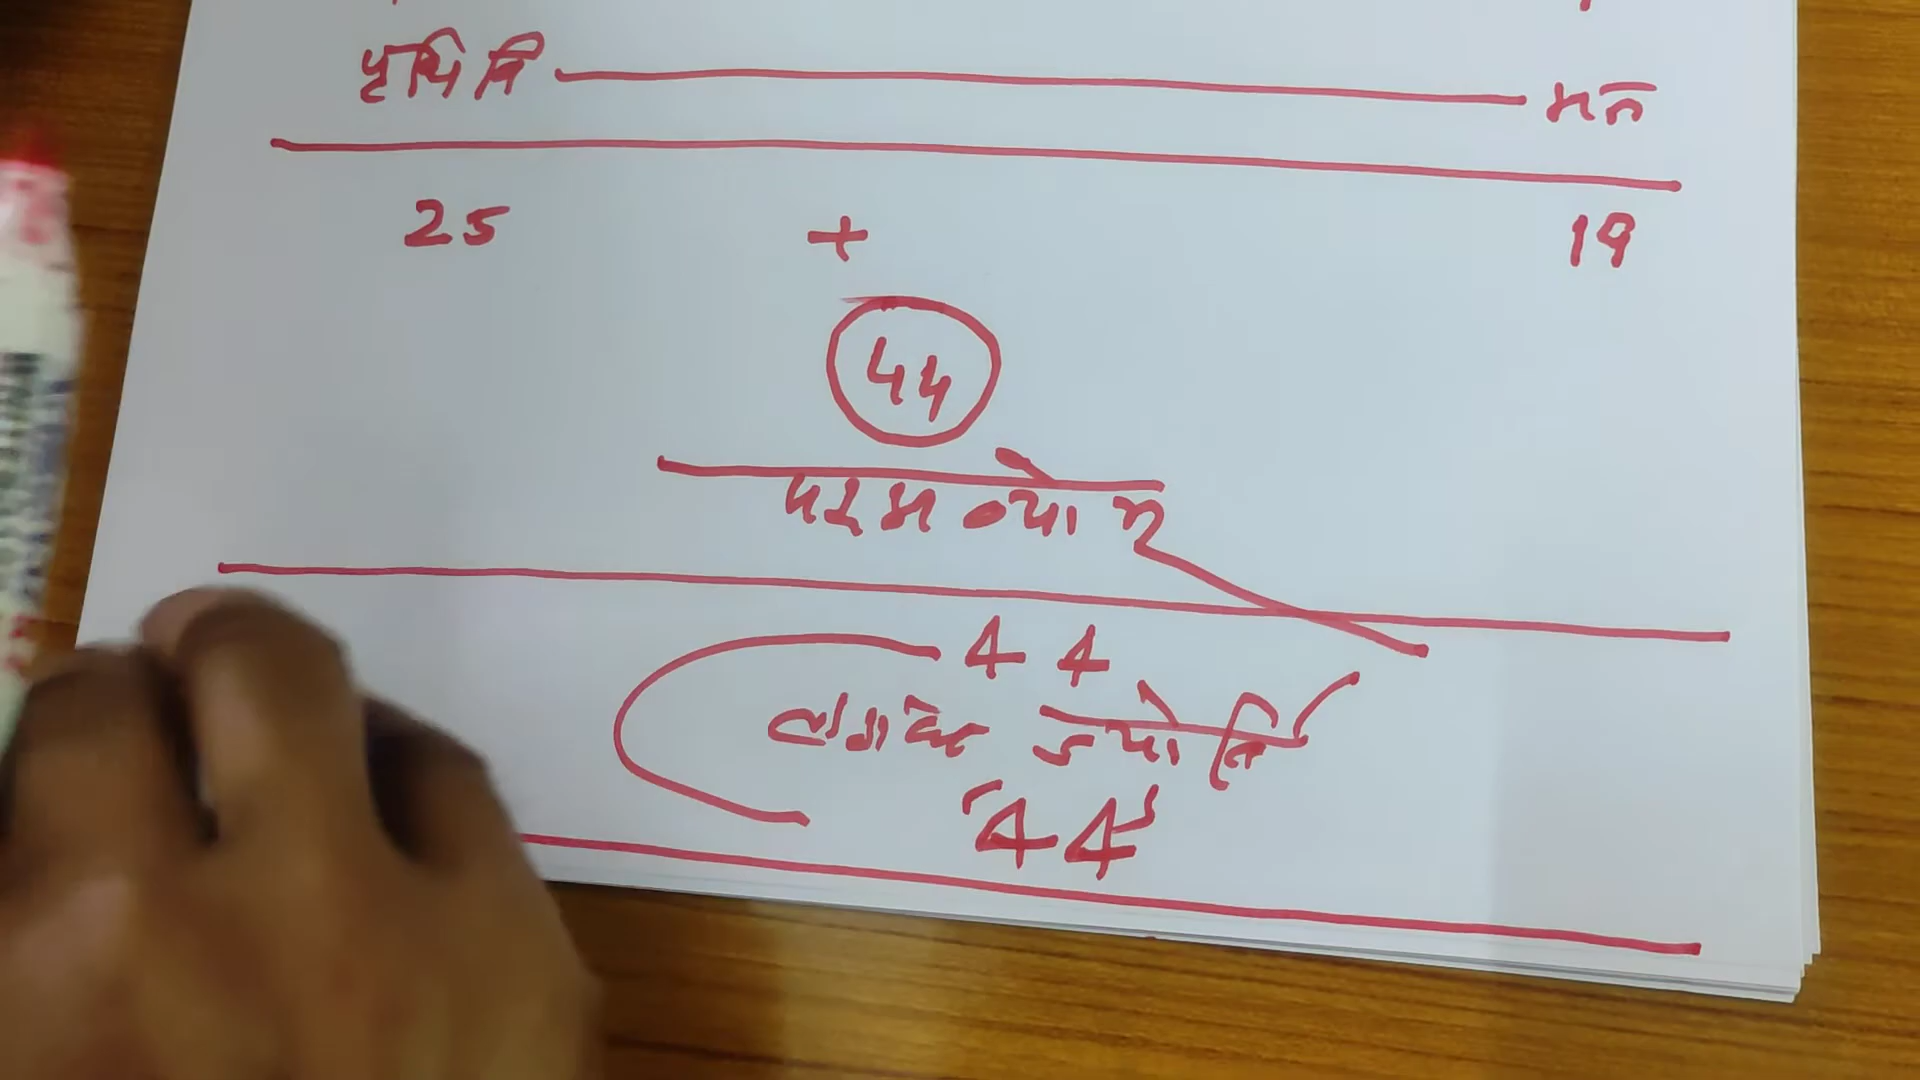 पृथिवी मन
25 + 19
44
परम व्योम
44
ज्योति
'44'